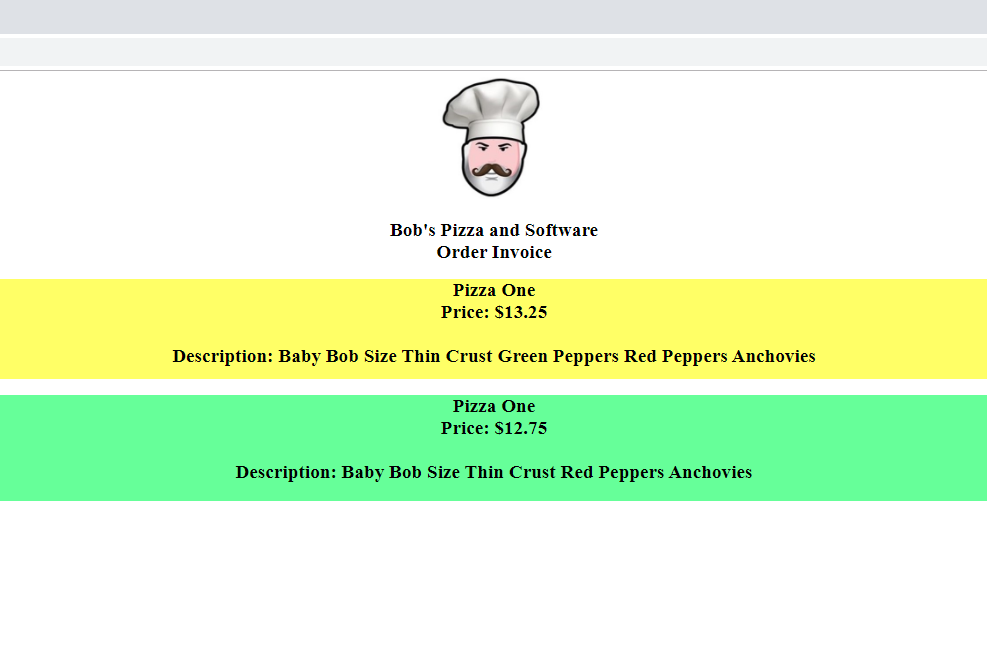 Bob's Pizza and Software
Order Invoice
Pizza One
Price: $13.25
Description: Baby Bob Size Thin Crust Green Peppers Red Peppers Anchovies
Pizza One
Price: $12.75
Description: Baby Bob Size Thin Crust Red Peppers Anchovies